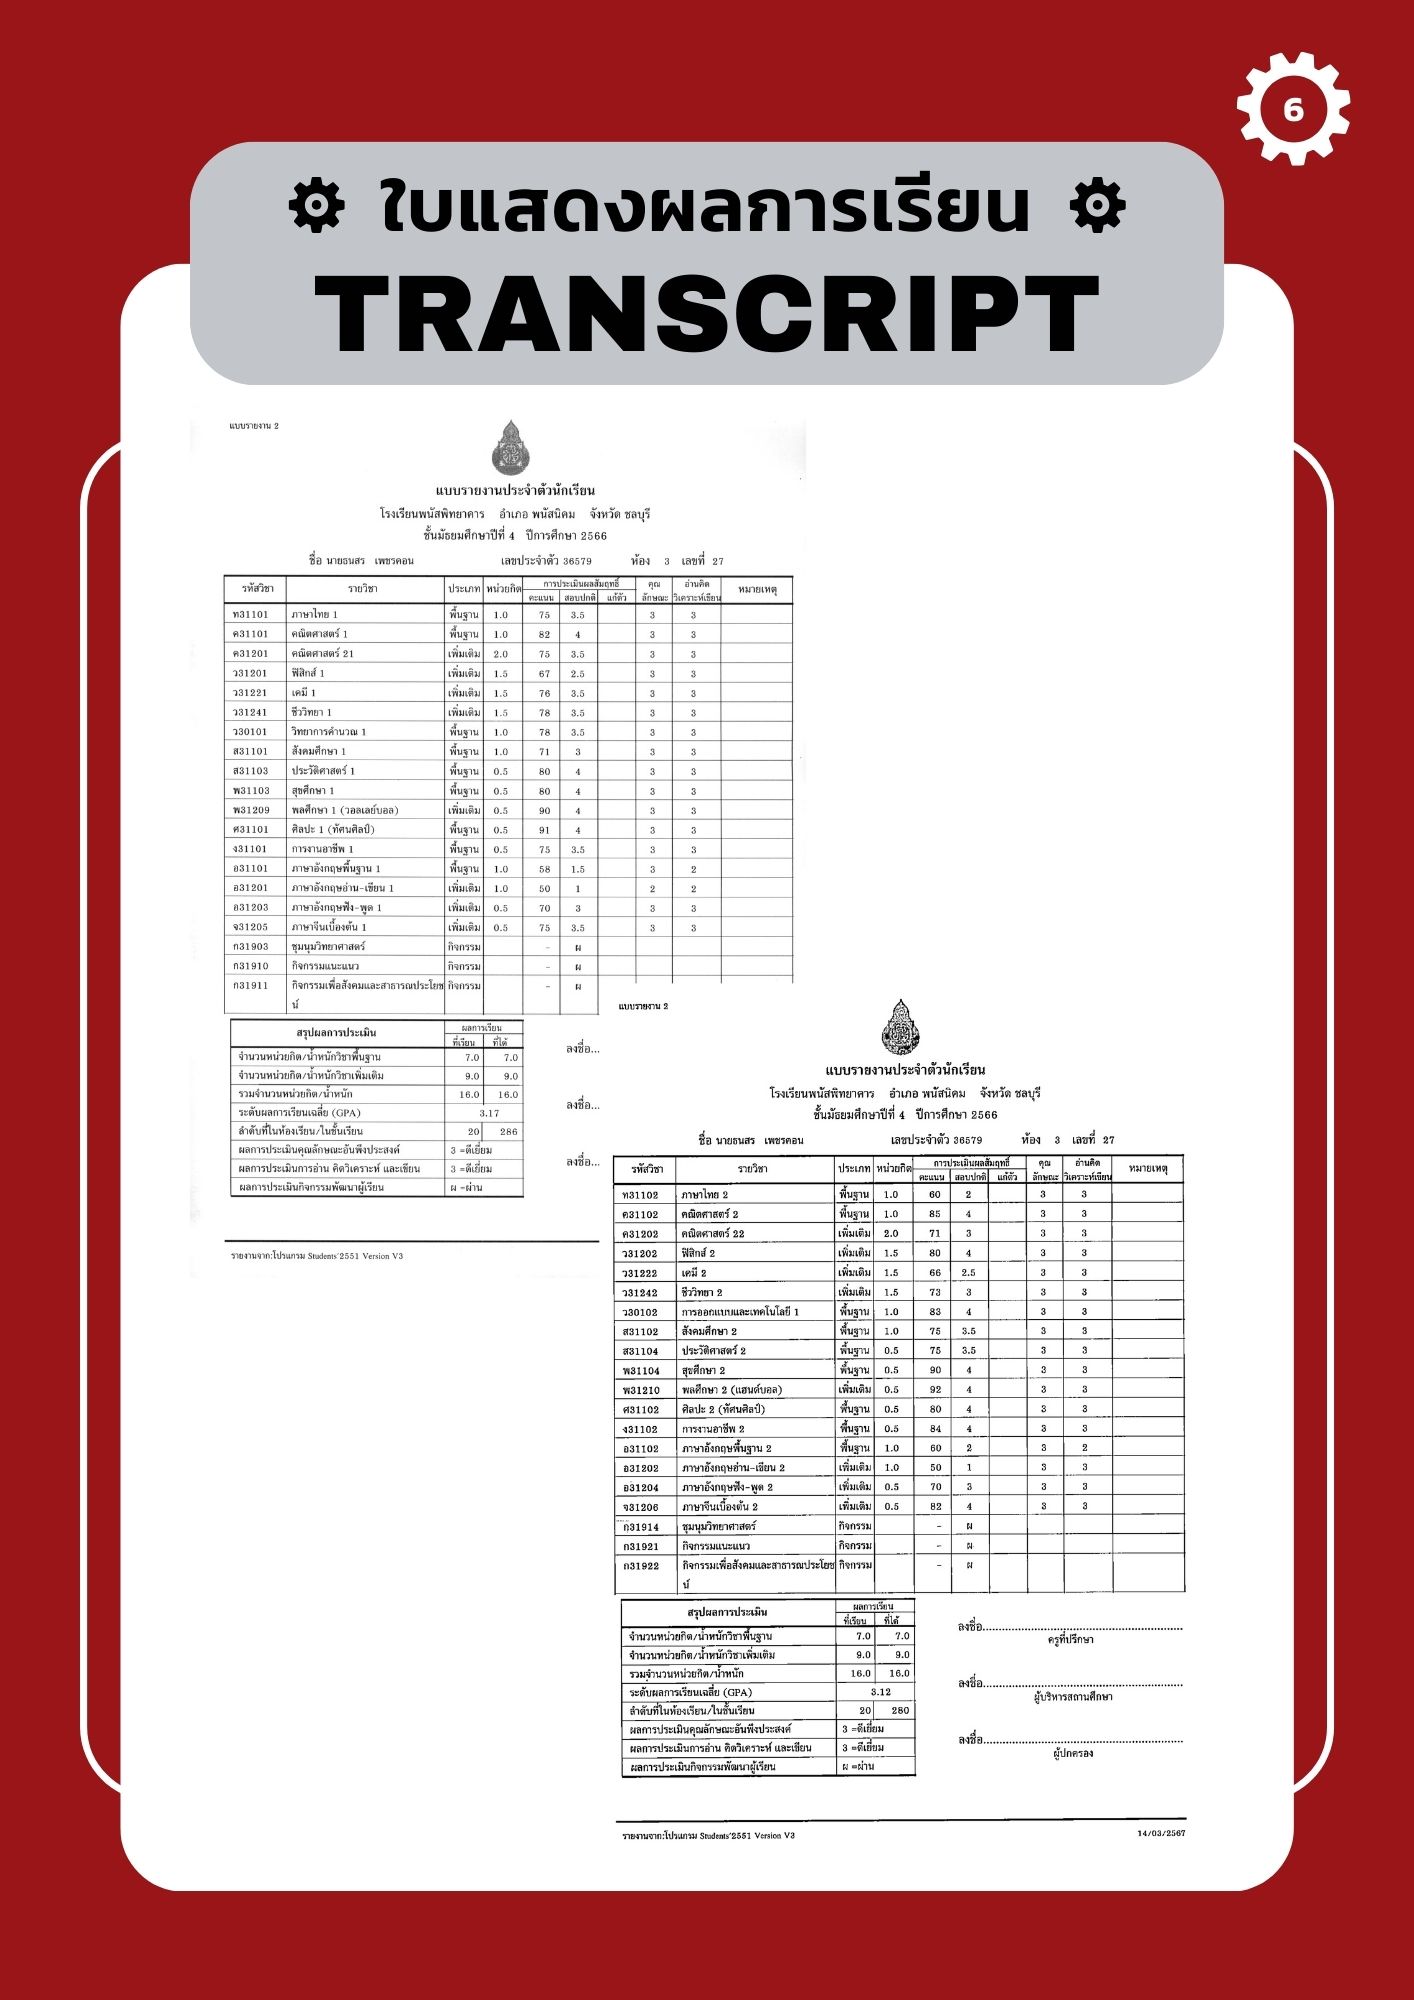 6
ใบแสดงผลการเรียน
TRANSCRIPT
แบบรายงาน 2
แบบรายงานประจำตัวนักเรียน
โรงเรียนพนัสพิทยาคาร อำเภอ พนัสนิคม จังหวัด ชลบุรี
ชั้นมัธยมศึกษาปีที่ 4 ปีการศึกษา 2566
ชื่อ นายธนสร เพชรคอน เลขประจำตัว 36579 ห้อง 3 เลขที่ 27
รหัสวิชา รายวิชา ประเภท หน่วยกิต การประเมินผลสัมฤทธิ์ คุณ อ่านคิด หมายเหตุ
คะแนน สอบปกติ แก้ตัว ลักษณะ วิเคราะห์เขียน
ท31101 ภาษาไทย 1 พื้นฐาน 1.0 75 3.5 3 3
ค31101 คณิตศาสตร์ 1 พื้นฐาน 1.0 82 4 3 3
ค31201 คณิตศาสตร์ 21 เพิ่มเติม 2.0 75 3.5 3 3
ว31201 ฟิสิกส์ 1 เพิ่มเติม 1.5 67 2.5 3 3
ว31221 เคมี 1 เพิ่มเติม 1.5 76 3.5 3 3
ว31241 ชีววิทยา 1 เพิ่มเติม 1.5 78 3.5 3 3
ว30101 วิทยาการคำนวณ 1 พื้นฐาน 1.0 78 3.5 3 3
ส31101 สังคมศึกษา 1 พื้นฐาน 1.0 71 3 3 3
ส31103 ประวัติศาสตร์ 1 พื้นฐาน 0.5 80 4 3 3
พ31103 สุขศึกษา 1 พื้นฐาน 0.5 80 4 3 3
พ31209 พลศึกษา 1 (วอลเลย์บอล) เพิ่มเติม 0.5 90 4 3 3
ศ31101 ศิลปะ 1 (ทัศนศิลป์) พื้นฐาน 0.5 91 4 3 3
ง31101 การงานอาชีพ 1 พื้นฐาน 0.5 75 3.5 3 3
อ31101 ภาษาอังกฤษพื้นฐาน 1 พื้นฐาน 1.0 58 1.5 3 2
อ31201 ภาษาอังกฤษอ่าน-เขียน 1 เพิ่มเติม 1.0 50 1 2 2
อ31203 ภาษาอังกฤษฟัง-พูด 1 เพิ่มเติม 0.5 70 3 3 3
จ31205 ภาษาจีนเบื้องต้น 1 เพิ่มเติม 0.5 75 3.5 3 3
ก31903 ชุมนุมวิทยาศาสตร์ กิจกรรม - ผ
ก31910 กิจกรรมแนะแนว กิจกรรม - ผ
ก31911 กิจกรรมเพื่อสังคมและสาธารณประโยช กิจกรรม - ผ
น์
สรุปผลการประเมิน ผลการเรียน
ที่เรียน ที่ได้
จำนวนหน่วยกิต/น้ำหนักวิชาพื้นฐาน 7.0 7.0
จำนวนหน่วยกิต/น้ำหนักวิชาเพิ่มเติม 9.0 9.0
รวมจำนวนหน่วยกิต/น้ำหนัก 16.0 16.0
ระดับผลการเรียนเฉลี่ย (GPA) 3.17
ลำดับที่ในห้องเรียน/ในชั้นเรียน 20 286
ผลการประเมินคุณลักษณะอันพึงประสงค์ 3 =ดีเยี่ยม
ผลการประเมินการอ่าน คิดวิเคราะห์ และเขียน 3 =ดีเยี่ยม
ผลการประเมินกิจกรรมพัฒนาผู้เรียน ผ =ผ่าน
ลงชื่อ...
ลงชื่อ...
ลงชื่อ...
รายงานจาก:โปรแกรม Students'2551 Version V3
แบบรายงาน 2
แบบรายงานประจำตัวนักเรียน
โรงเรียนพนัสพิทยาคาร อำเภอ พนัสนิคม จังหวัด ชลบุรี
ชั้นมัธยมศึกษาปีที่ 4 ปีการศึกษา 2566
ชื่อ นายธนสร เพชรคอน เลขประจำตัว 36579 ห้อง 3 เลขที่ 27
รหัสวิชา รายวิชา ประเภท หน่วยกิต การประเมินผลสัมฤทธิ์ คุณ อ่านคิด หมายเหตุ
คะแนน สอบปกติ แก้ตัว ลักษณะ วิเคราะห์เขียน
ท31102 ภาษาไทย 2 พื้นฐาน 1.0 60 2 3 3
ค31102 คณิตศาสตร์ 2 พื้นฐาน 1.0 85 4 3 3
ค31202 คณิตศาสตร์ 22 เพิ่มเติม 2.0 71 3 3 3
ว31202 ฟิสิกส์ 2 เพิ่มเติม 1.5 80 4 3 3
ว31222 เคมี 2 เพิ่มเติม 1.5 66 2.5 3 3
ว31242 ชีววิทยา 2 เพิ่มเติม 1.5 73 3 3 3
ว30102 การออกแบบและเทคโนโลยี 1 พื้นฐาน 1.0 83 4 3 3
ส31102 สังคมศึกษา 2 พื้นฐาน 1.0 75 3.5 3 3
ส31104 ประวัติศาสตร์ 2 พื้นฐาน 0.5 75 3.5 3 3
พ31104 สุขศึกษา 2 พื้นฐาน 0.5 90 4 3 3
พ31210 พลศึกษา 2 (แฮนด์บอล) เพิ่มเติม 0.5 92 4 3 3
ศ31102 ศิลปะ 2 (ทัศนศิลป์) พื้นฐาน 0.5 80 4 3 3
ง31102 การงานอาชีพ 2 พื้นฐาน 0.5 84 4 3 3
อ31102 ภาษาอังกฤษพื้นฐาน 2 พื้นฐาน 1.0 60 2 3 2
อ31202 ภาษาอังกฤษอ่าน-เขียน 2 เพิ่มเติม 1.0 50 1 3 3
อ31204 ภาษาอังกฤษฟัง-พูด 2 เพิ่มเติม 0.5 70 3 3 3
จ31206 ภาษาจีนเบื้องต้น 2 เพิ่มเติม 0.5 82 4 3 3
ก31914 ชุมนุมวิทยาศาสตร์ กิจกรรม - ผ
ก31921 กิจกรรมแนะแนว กิจกรรม - ผ
ก31922 กิจกรรมเพื่อสังคมและสาธารณประโยช กิจกรรม - ผ
น์
สรุปผลการประเมิน ผลการเรียน
ที่เรียน ที่ได้
จำนวนหน่วยกิต/น้ำหนักวิชาพื้นฐาน 7.0 7.0
จำนวนหน่วยกิต/น้ำหนักวิชาเพิ่มเติม 9.0 9.0
รวมจำนวนหน่วยกิต/น้ำหนัก 16.0 16.0
ระดับผลการเรียนเฉลี่ย (GPA) 3.12
ลำดับที่ในห้องเรียน/ในชั้นเรียน 20 280
ผลการประเมินคุณลักษณะอันพึงประสงค์ 3 =ดีเยี่ยม
ผลการประเมินการอ่าน คิดวิเคราะห์ และเขียน 3 =ดีเยี่ยม
ผลการประเมินกิจกรรมพัฒนาผู้เรียน ผ =ผ่าน
ลงชื่อ..........................................................
ครูที่ปรึกษา
ลงชื่อ..........................................................
ผู้บริหารสถานศึกษา
ลงชื่อ..........................................................
ผู้ปกครอง
รายงานจาก:โปรแกรม Students'2551 Version V3 14/03/2567